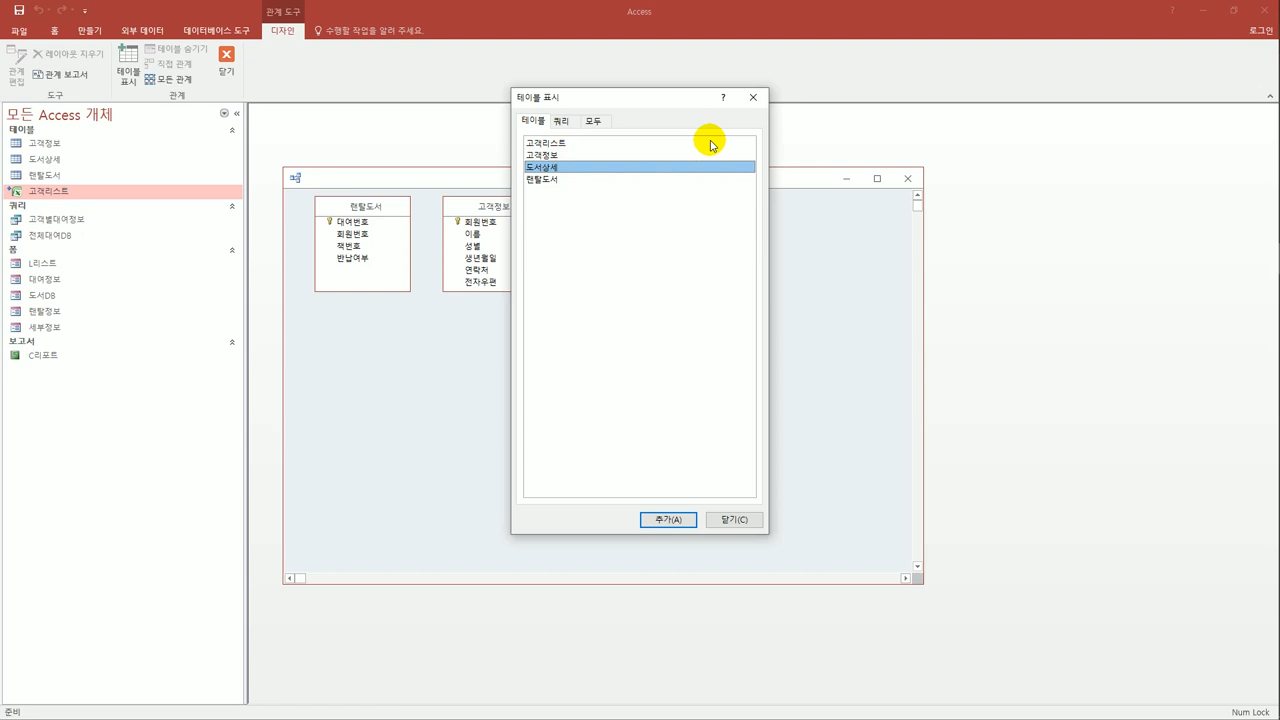 관계 도구
Access
파일
홈
만들기
외부 데이터
데이터베이스 도구
디자인
수행할 작업을 알려 주세요.
로그인
관계
편집
레이아웃 지우기
관계 보고서
도구
테이블
표시
테이블 숨기기
직접 관계
모든 관계
관계
닫기
모든 Access 개체
테이블
고객정보
도서상세
랜탈도서
고객리스트
쿼리
고객별대여정보
전체대여DB
폼
L리스트
대여정보
도서DB
랜탈정보
세부정보
보고서
C리포트
랜탈도서
대여번호
회원번호
책번호
반납여부
고객정보
회원번호
이름
성별
생년월일
연락처
전자우편
테이블 표시
?
테이블
쿼리
모두
고객리스트
고객정보
도서상세
랜탈도서
추가(A)
닫기(C)
준비
Num Lock